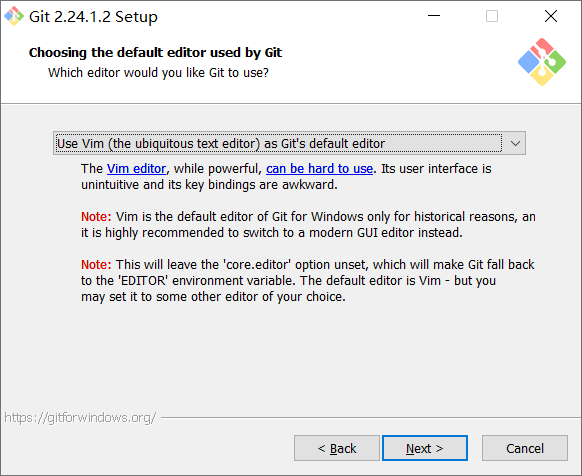 Git 2.24.1.2 Setup
Choosing the default editor used by Git
Which editor would you like Git to use?
Use Vim (the ubiquitous text editor) as Git's default editor
The Vim editor, while powerful, can be hard to use. Its user interface is
unintuitive and its key bindings are awkward.
Note: Vim is the default editor of Git for Windows only for historical reasons, an
it is highly recommended to switch to a modern GUI editor instead.
Note: This will leave the 'core.editor' option unset, which will make Git fall back
to the 'EDITOR' environment variable. The default editor is Vim - but you
may set it to some other editor of your choice.
https://gitforwindows.org/
< Back
Next >
Cancel